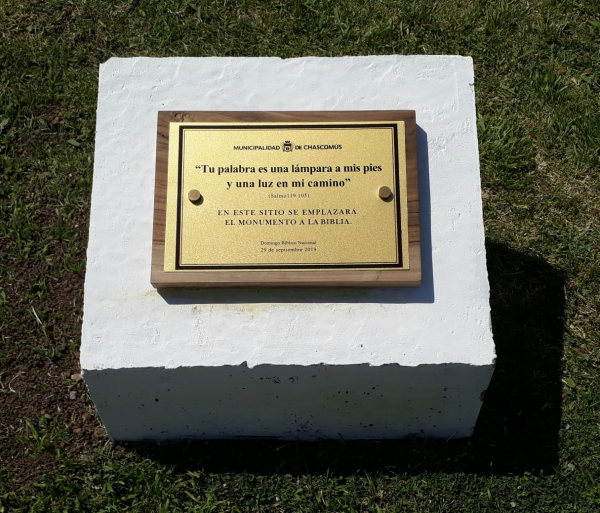 MUNICIPALIDAD DE CHASCOMÚS
“Tu palabra es una lámpara a mis pies
y una luz en mi camino”
(Salmo 119:105)
EN ESTE SITIO SE EMPLAZARÁ
EL MONUMENTO A LA BIBLIA.
Domingo Bíblico Nacional
29 de septiembre 2019